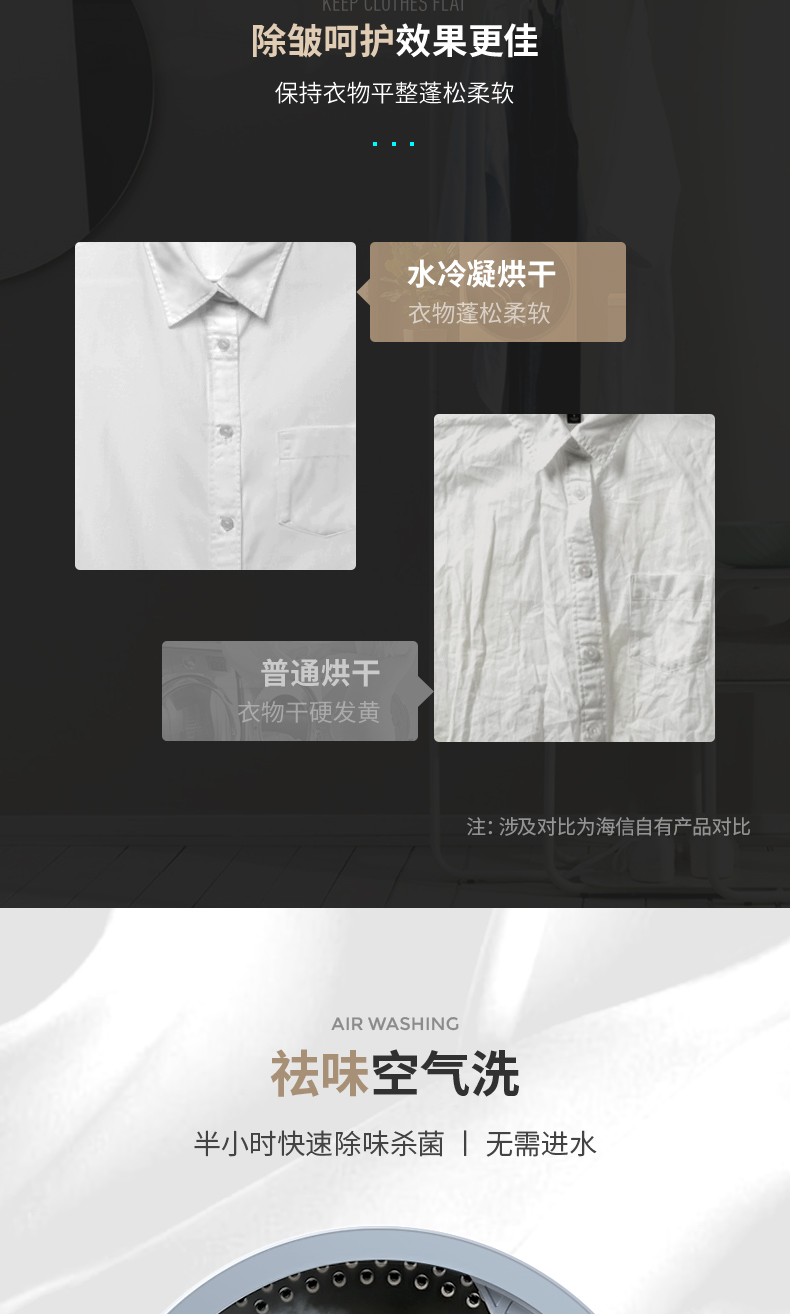 KEEP CLOTHES FLAT
除皱呵护效果更佳
保持衣物平整蓬松柔软
水冷凝烘干
衣物蓬松柔软
普通烘干
衣物干硬发黄
注: 涉及对比为海信自有产品对比
AIR WASHING
祛味空气洗
半小时快速除味杀菌 丨 无需进水